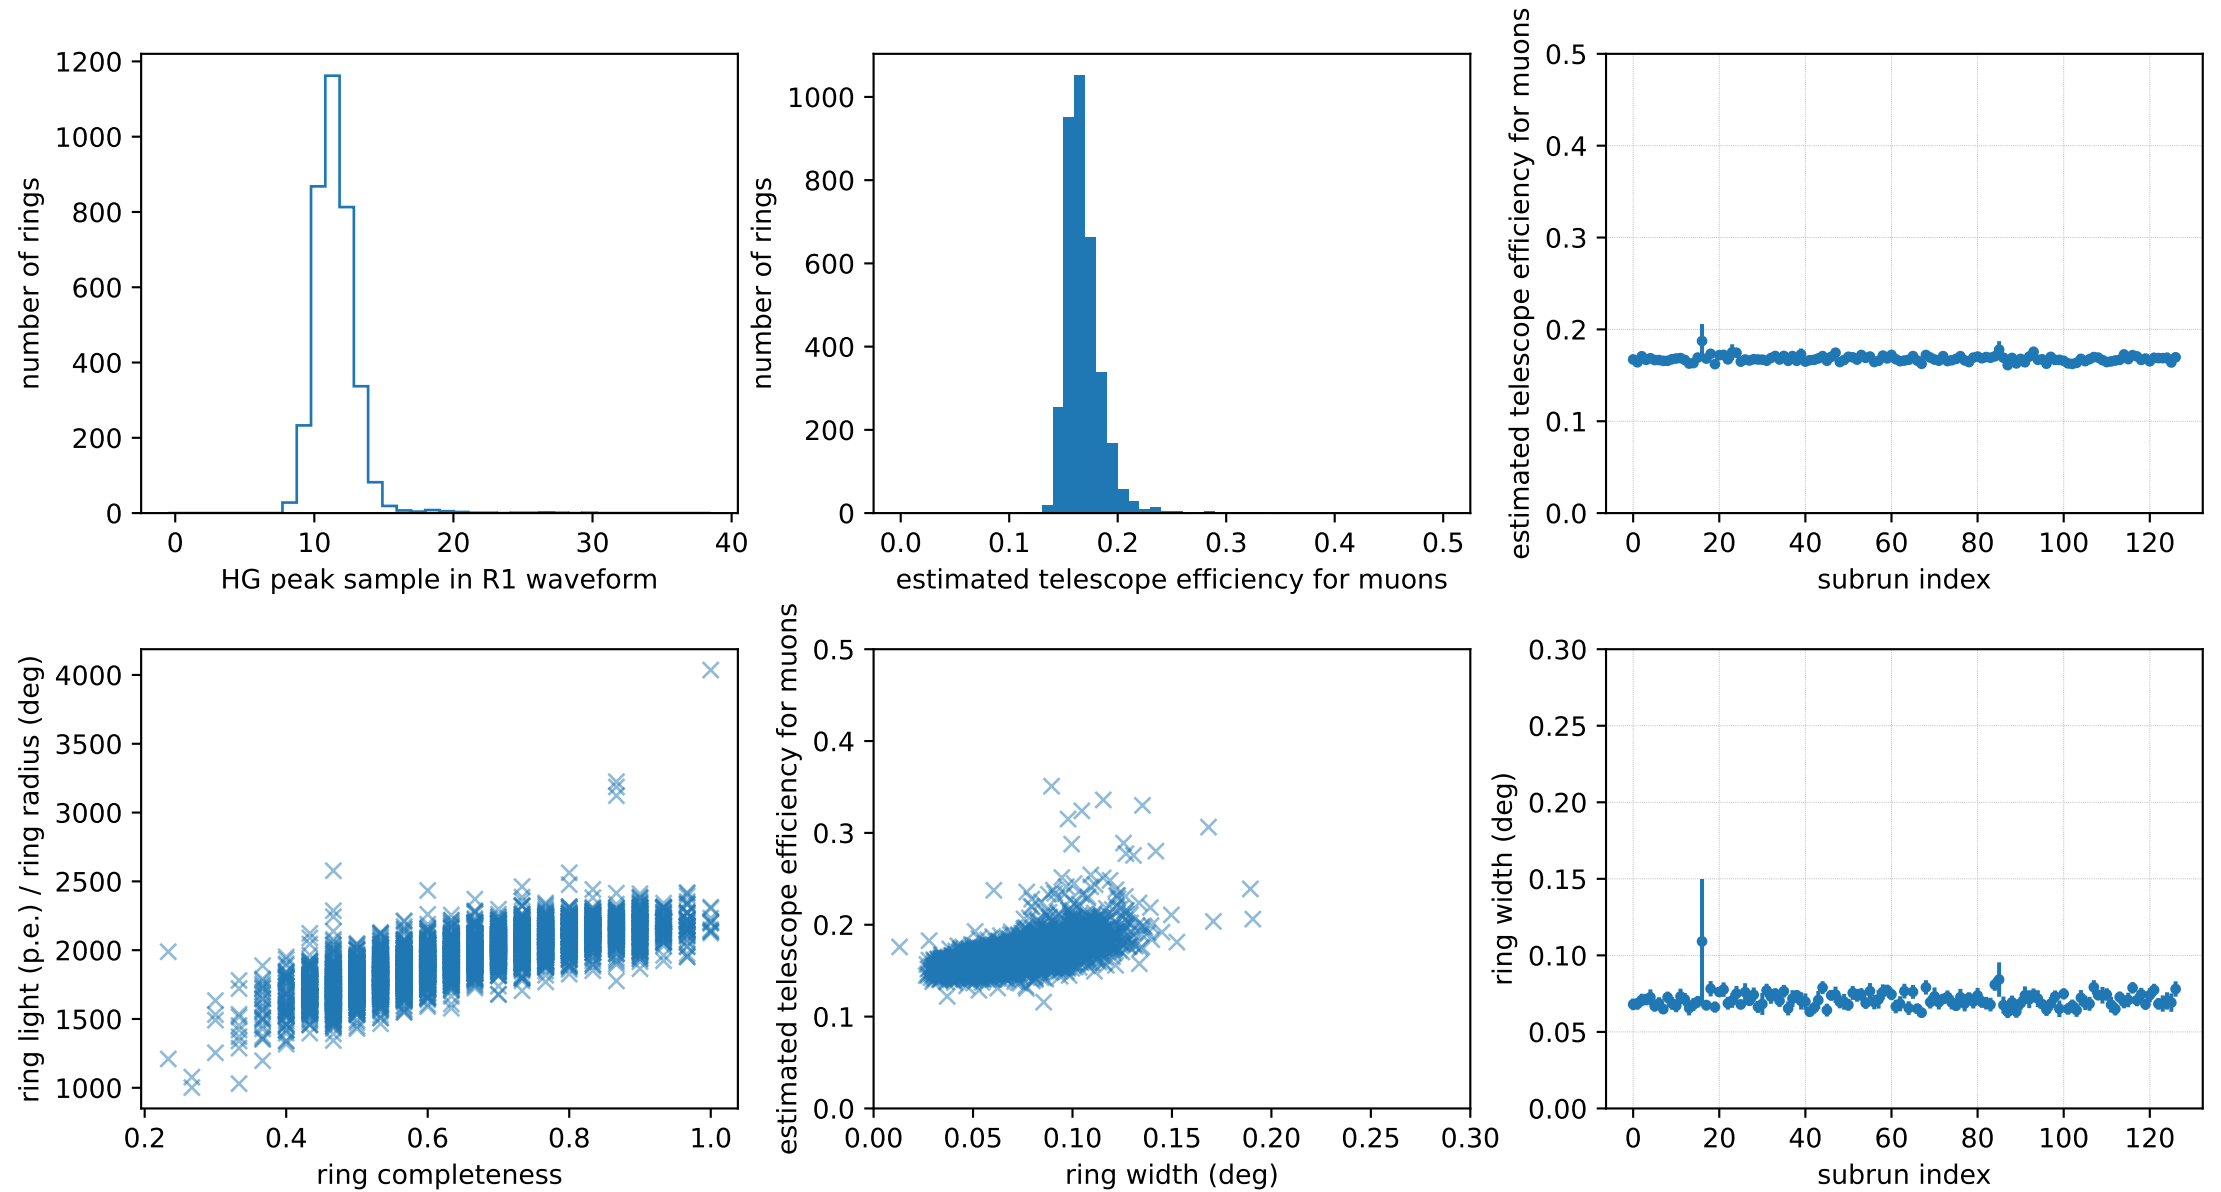 number of rings
1200
1000
800
600
400
200
0
0 10 20 30 40
HG peak sample in R1 waveform
number of rings
1000
800
600
400
200
0
0.0 0.1 0.2 0.3 0.4 0.5
estimated telescope efficiency for muons
estimated telescope efficiency for muons
0.5
0.4
0.3
0.2
0.1
0.0
0 20 40 60 80 100 120
subrun index
ring light (p.e.) / ring radius (deg)
4000
3500
3000
2500
2000
1500
1000
0.2 0.4 0.6 0.8 1.0
ring completeness
estimated telescope efficiency for muons
0.5
0.4
0.3
0.2
0.1
0.0
0.00 0.05 0.10 0.15 0.20 0.25 0.30
ring width (deg)
ring width (deg)
0.30
0.25
0.20
0.15
0.10
0.05
0.00
0 20 40 60 80 100 120
subrun index